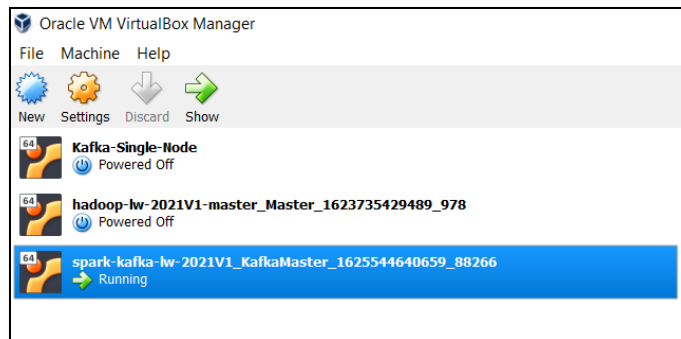 Oracle VM VirtualBox Manager
File Machine Help
New Settings Discard Show
64 Kafka-Single-Node
Powered Off
64 hadoop-lw-2021V1-master_Master_1623735429489_978
Powered Off
64 spark-kafka-lw-2021V1_KafkaMaster_1625544640659_88266
Running